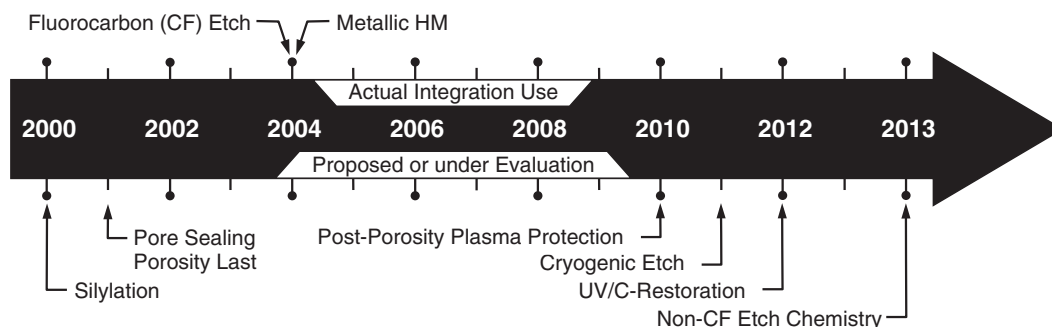 Fluorocarbon (CF) Etch
Metallic HM
Actual Integration Use
2000 2002 2004 2006 2008 2010 2012 2013
Proposed or under Evaluation
Pore Sealing
Porosity Last
Silylation
Post-Porosity Plasma Protection
Cryogenic Etch
UV/C-Restoration
Non-CF Etch Chemistry